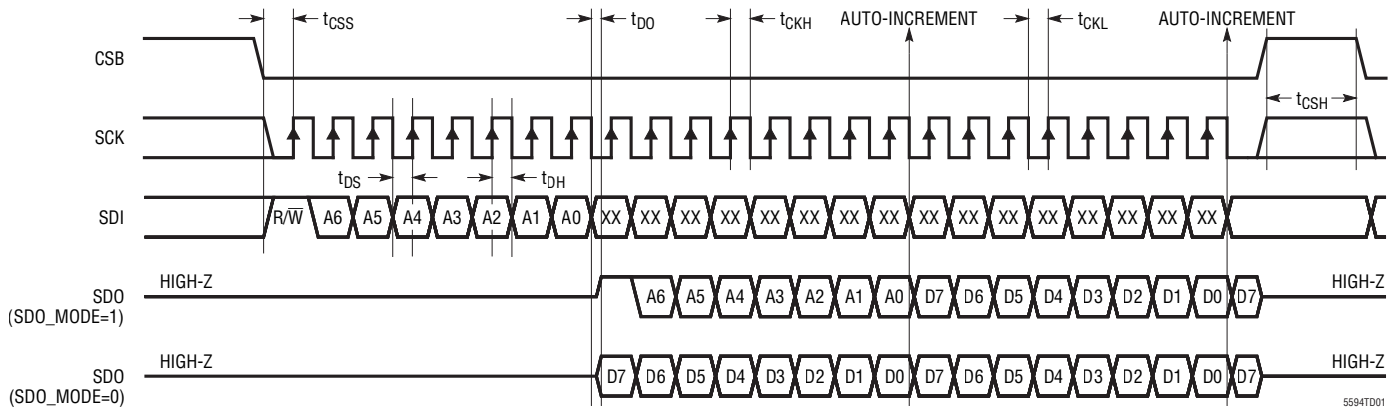 tCSS
tDO
tCKH
AUTO-INCREMENT
tCKL
AUTO-INCREMENT
CSB
tCSH
SCK
tDS
tDH
SDI
R/W̅ A6 A5 A4 A3 A2 A1 A0 XX XX XX XX XX XX XX XX XX XX XX XX XX XX XX XX
HIGH-Z
SDO
(SDO_MODE=1)
A6 A5 A4 A3 A2 A1 A0 D7 D6 D5 D4 D3 D2 D1 D0 D7
HIGH-Z
HIGH-Z
SDO
(SDO_MODE=0)
D7 D6 D5 D4 D3 D2 D1 D0 D7 D6 D5 D4 D3 D2 D1 D0 D7
HIGH-Z
5594TD01